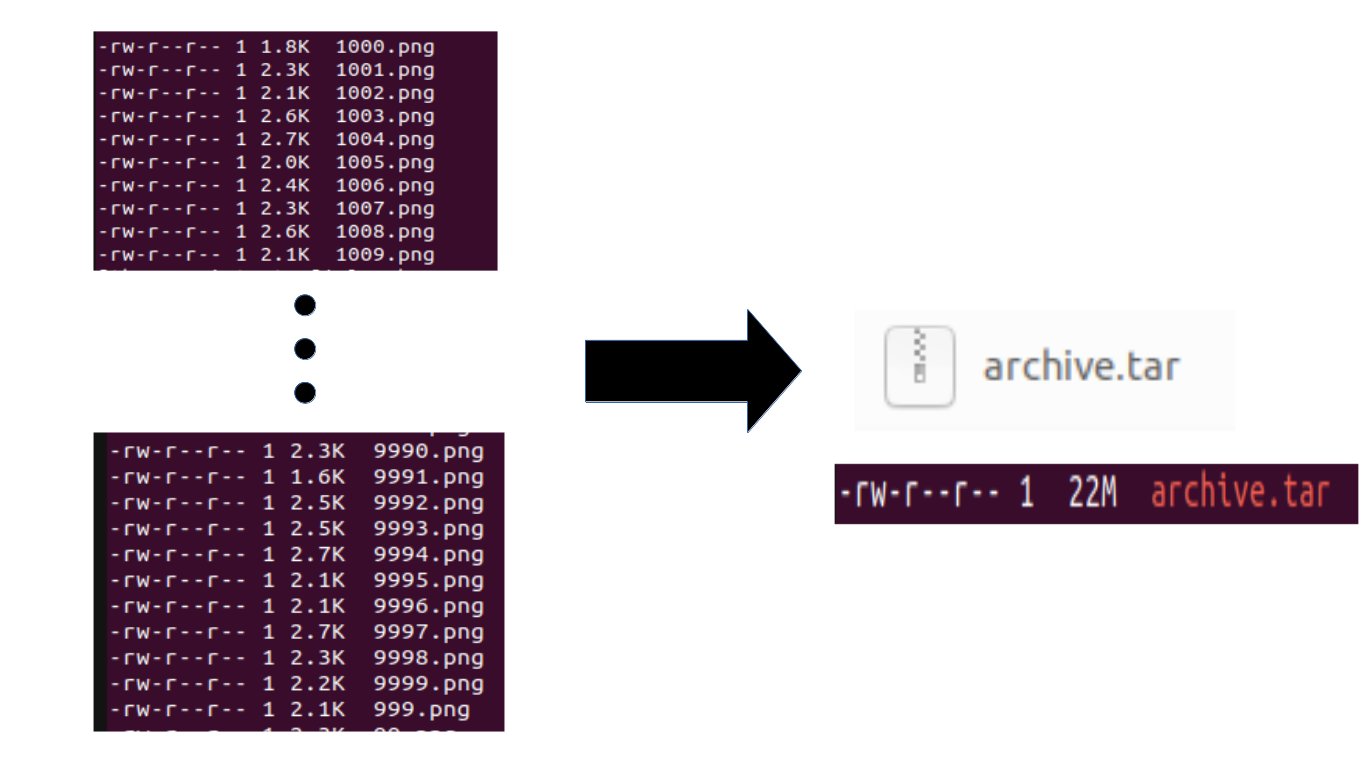 -rw-r--r-- 1 1.8K  1000.png
-rw-r--r-- 1 2.3K  1001.png
-rw-r--r-- 1 2.1K  1002.png
-rw-r--r-- 1 2.6K  1003.png
-rw-r--r-- 1 2.7K  1004.png
-rw-r--r-- 1 2.0K  1005.png
-rw-r--r-- 1 2.4K  1006.png
-rw-r--r-- 1 2.3K  1007.png
-rw-r--r-- 1 2.6K  1008.png
-rw-r--r-- 1 2.1K  1009.png
-rw-r--r-- 1 2.3K  9990.png
-rw-r--r-- 1 1.6K  9991.png
-rw-r--r-- 1 2.5K  9992.png
-rw-r--r-- 1 2.5K  9993.png
-rw-r--r-- 1 2.7K  9994.png
-rw-r--r-- 1 2.1K  9995.png
-rw-r--r-- 1 2.1K  9996.png
-rw-r--r-- 1 2.7K  9997.png
-rw-r--r-- 1 2.3K  9998.png
-rw-r--r-- 1 2.2K  9999.png
-rw-r--r-- 1 2.1K  999.png
archive.tar
-rw-r--r-- 1  22M  archive.tar